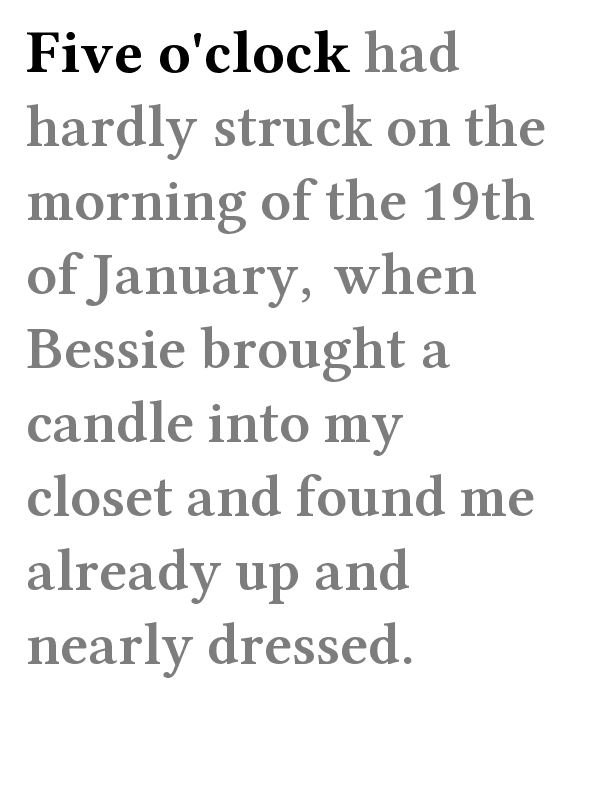 Five o'clock had
hardly struck on the
morning of the 19th
of January, when
Bessie brought a
candle into my
closet and found me
already up and
nearly dressed.